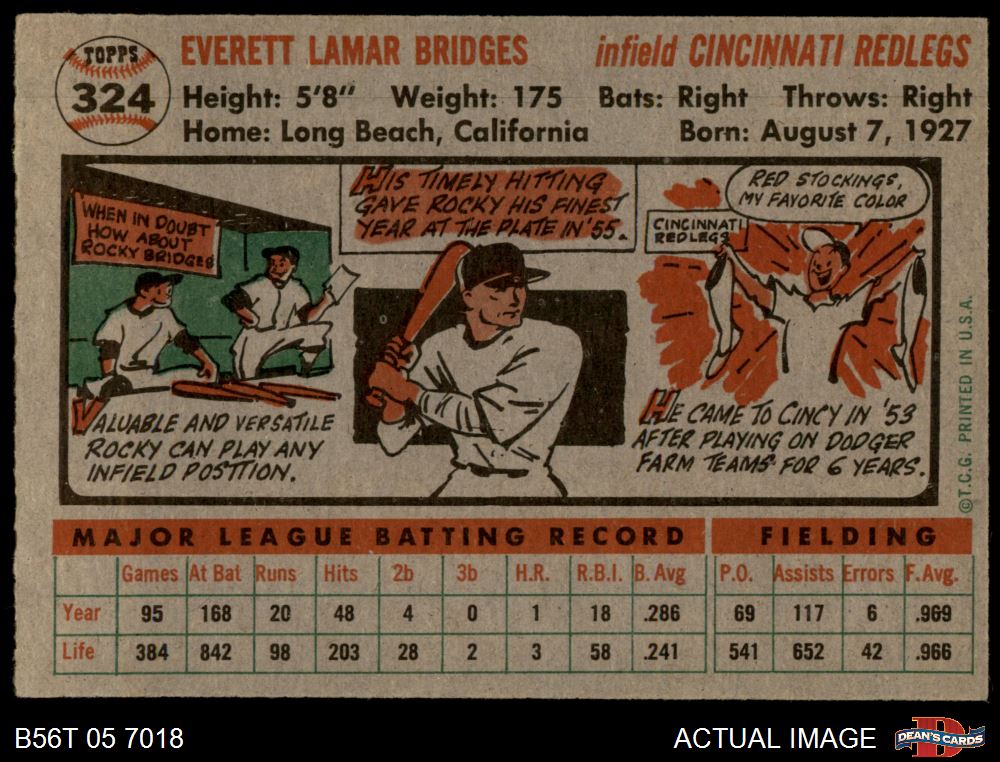 TOPPS
324
EVERETT LAMAR BRIDGES infield CINCINNATI REDLEGS
Height: 5'8" Weight: 175 Bats: Right Throws: Right
Home: Long Beach, California Born: August 7, 1927
WHEN IN DOUBT
HOW ABOUT
ROCKY BRIDGES
VALUABLE AND VERSATILE
ROCKY CAN PLAY ANY
INFIELD POSITION.
HIS TIMELY HITTING
GAVE ROCKY HIS FINEST
YEAR AT THE PLATE IN '55.
RED STOCKINGS,
MY FAVORITE COLOR
CINCINNATI
REDLEGS
HE CAME TO CINCY IN '53
AFTER PLAYING ON DODGER
FARM TEAMS FOR 6 YEARS.
©T.C.G. PRINTED IN U.S.A.
MAJOR LEAGUE BATTING RECORD FIELDING
Games At Bat Runs Hits 2b 3b H.R. R.B.I. B. Avg P.O. Assists Errors F.Avg.
Year 95 168 20 48 4 0 1 18 .286 69 117 6 .969
Life 384 842 98 203 28 2 3 58 .241 541 652 42 .966
B56T 05 7018 ACTUAL IMAGE DEAN'S CARDS